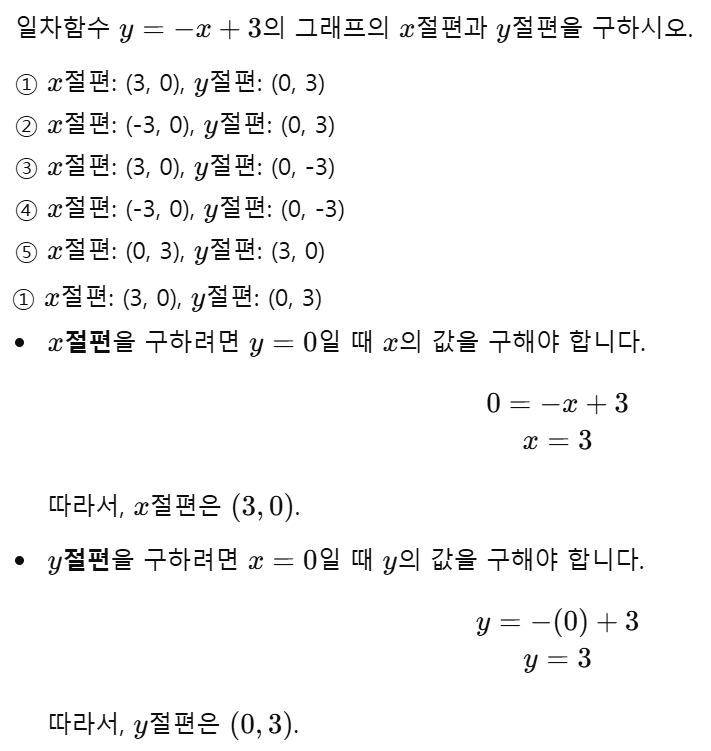 일차함수 y = −x + 3의 그래프의 x절편과 y절편을 구하시오.
① x절편: (3, 0), y절편: (0, 3)
② x절편: (-3, 0), y절편: (0, 3)
③ x절편: (3, 0), y절편: (0, -3)
④ x절편: (-3, 0), y절편: (0, -3)
⑤ x절편: (0, 3), y절편: (3, 0)
① x절편: (3, 0), y절편: (0, 3)
• x절편을 구하려면 y = 0일 때 x의 값을 구해야 합니다.
0 = −x + 3
x = 3
따라서, x절편은 (3, 0).
• y절편을 구하려면 x = 0일 때 y의 값을 구해야 합니다.
y = −(0) + 3
y = 3
따라서, y절편은 (0, 3).